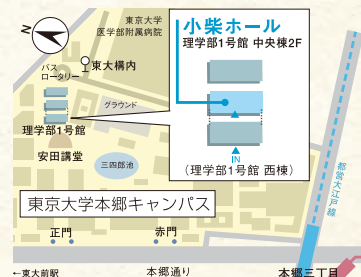 N
東京大学
医学部附属病院
小柴ホール
理学部1号館 中央棟2F
バス
ロータリー
東大構内
グラウンド
理学部1号館
IN
(理学部1号館 西棟)
安田講堂
三四郎池
都営大江戸線
東京大学本郷キャンパス
正門
赤門
←東大前駅
本郷通り
本郷三丁目